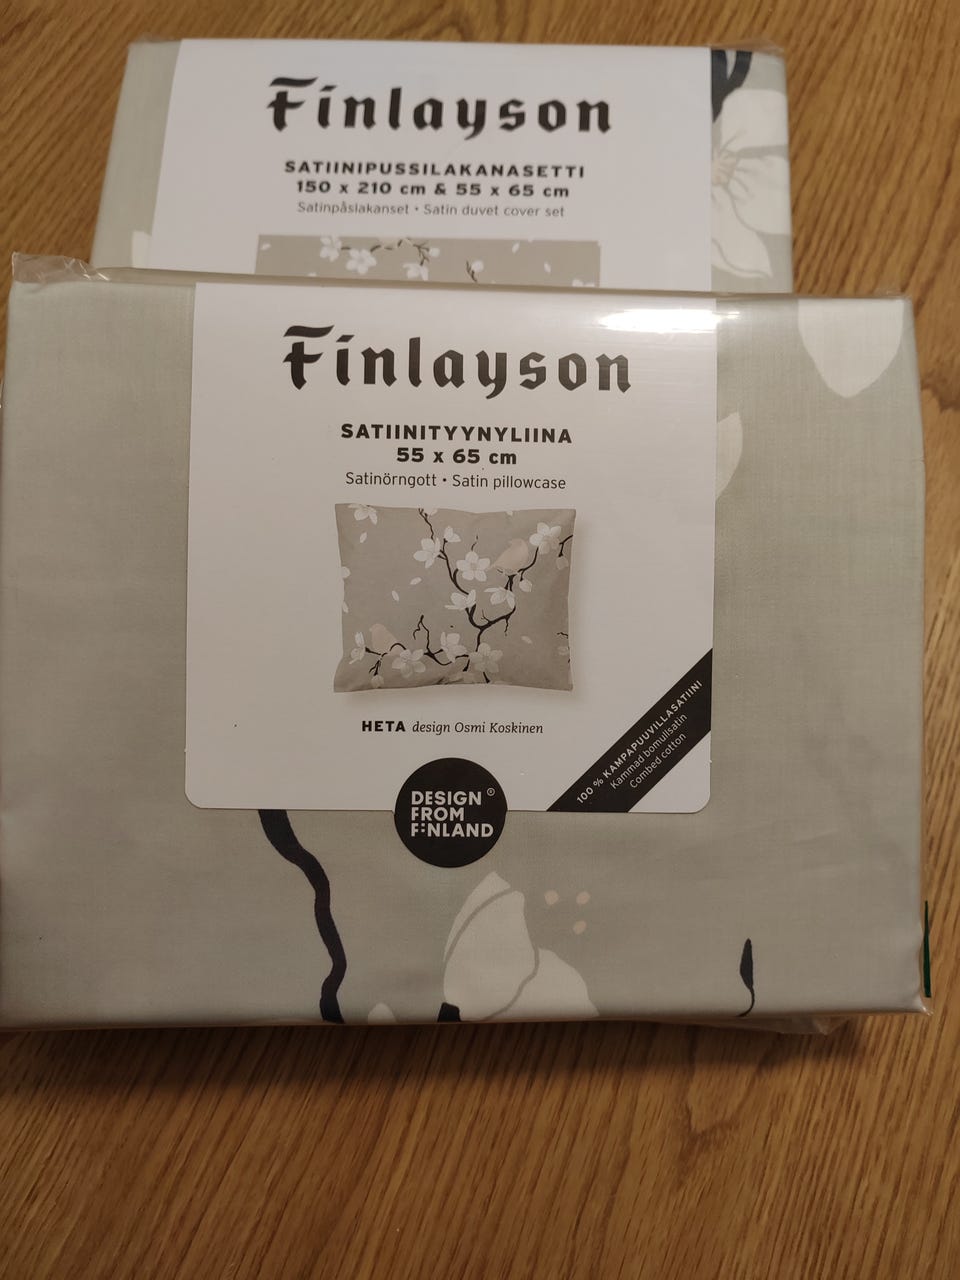 Finlayson
SATIINIPUSSILAKANASETTI
150 x 210 cm & 55 x 65 cm
Satinpåslakanset • Satin duvet cover set
Finlayson
SATIINITYYNYLIINA
55 x 65 cm
Satinörngott • Satin pillowcase
HETA design Osmi Koskinen
100 % KAMPAPUUVILLASATIINI
Kammad bomullsatin
Combed cotton
DESIGN ®
FROM
FINLAND